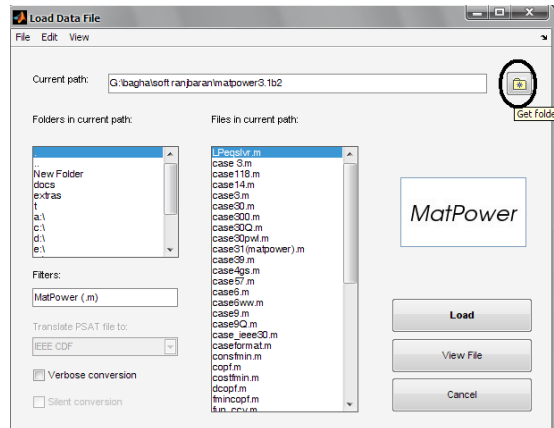 Load Data File
File Edit View
Current path:
G:\bagha\soft ranjbaran\matpower3.1b2
Get folde
Folders in current path:
Files in current path:
.
..
New Folder
docs
extras
t
a:\
c:\
d:\
e:\
LPeqslvr.m
case 3.m
case118.m
case14.m
case3.m
case30.m
case300.m
case30Q.m
case30pwl.m
case31(matpower).m
case39.m
case4gs.m
case57.m
case6.m
case6ww.m
case9.m
case9Q.m
case_ieee30.m
caseformat.m
consfmin.m
copf.m
costfmin.m
dcopf.m
fmincopf.m
fun_ccv.m
MatPower
Filters:
MatPower (.m)
Translate PSAT file to:
IEEE CDF
Verbose conversion
Silent conversion
Load
View File
Cancel